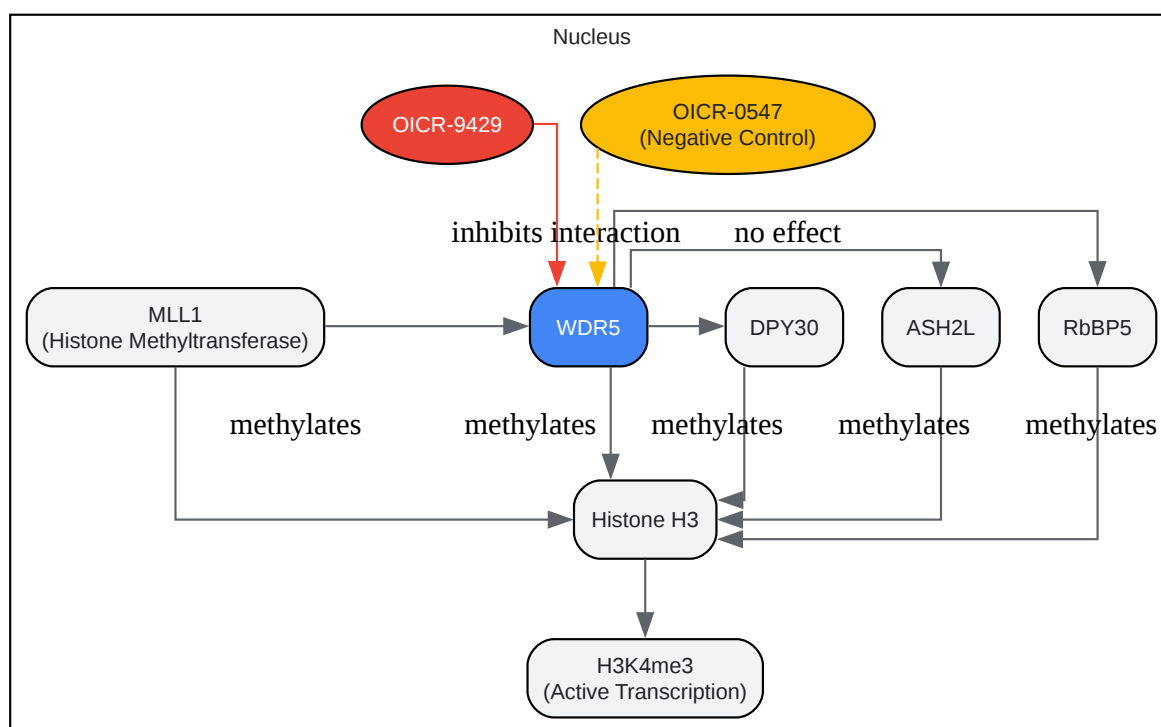 Nucleus
OICR-9429
OICR-0547
(Negative Control)
inhibits interaction
no effect
MLL1
(Histone Methyltransferase)
WDR5
DPY30
ASH2L
RbBP5
methylates
methylates
methylates
methylates
methylates
Histone H3
H3K4me3
(Active Transcription)